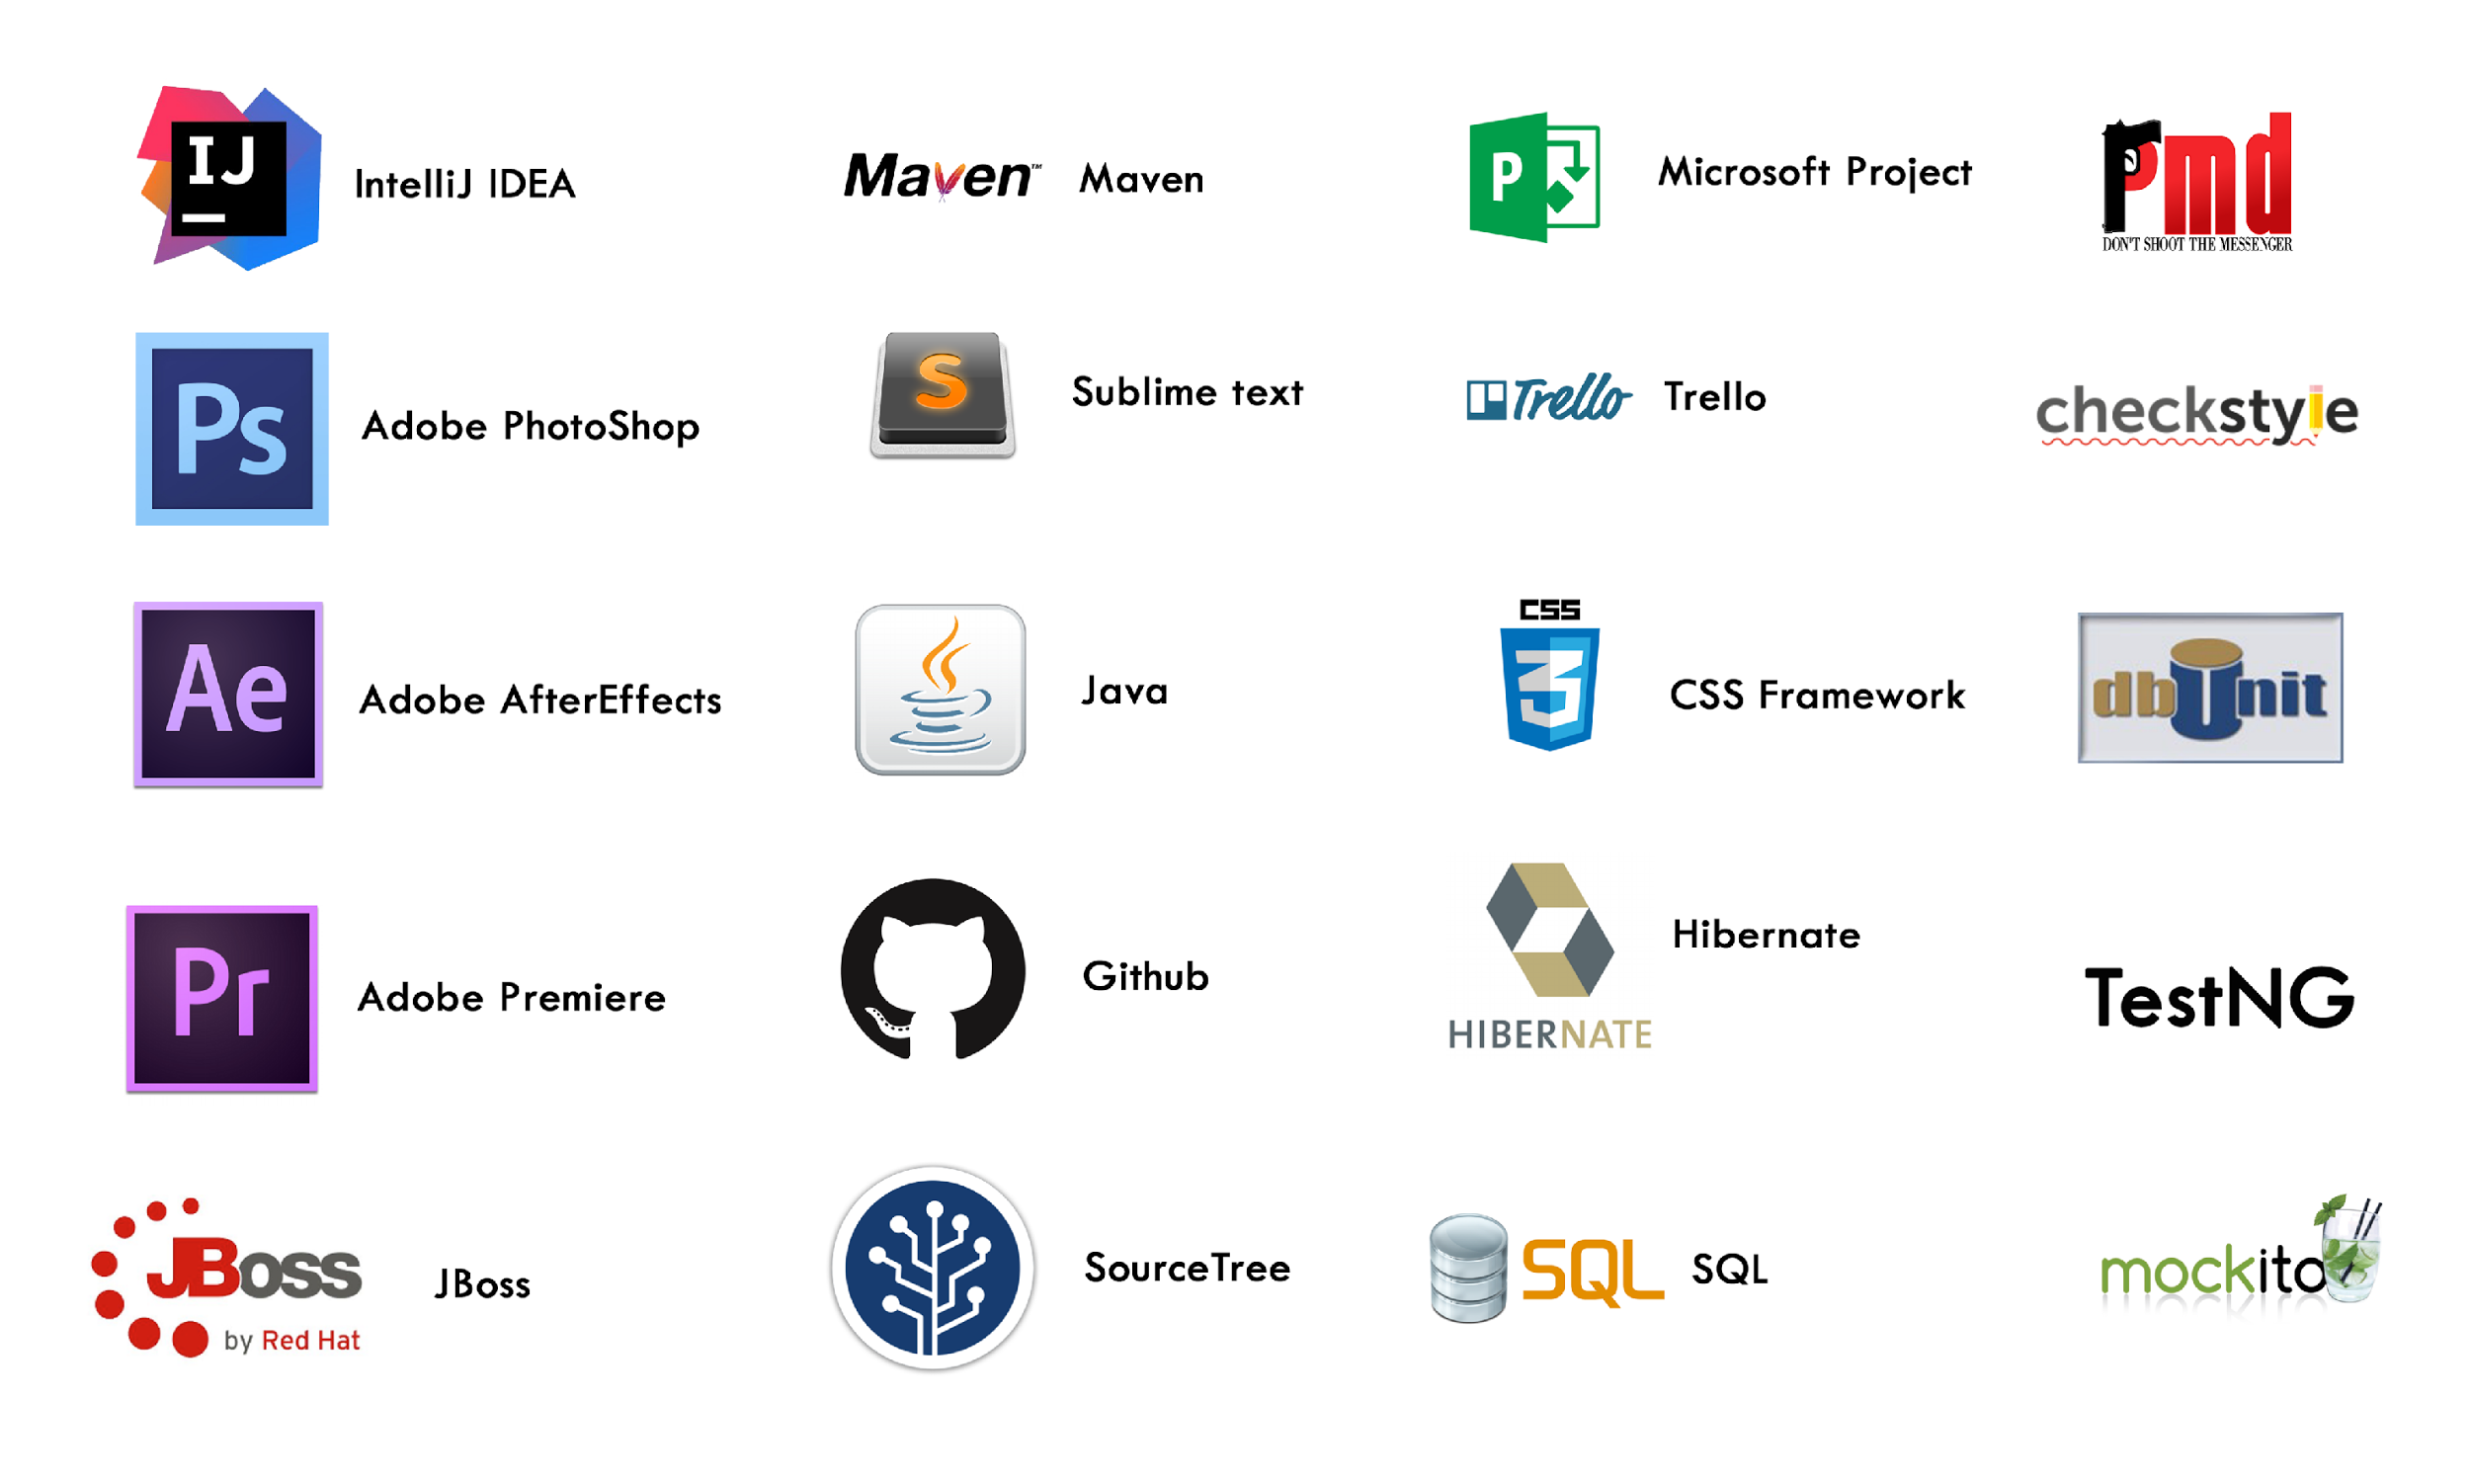 IJ
IntelliJ IDEA
Maven™
Maven
P
Microsoft Project
Pmd
DON'T SHOOT THE MESSENGER
Ps
Adobe PhotoShop
S
Sublime text
Trello
Trello
checkstyle
Ae
Adobe AfterEffects
Java
CSS
3
CSS Framework
dbUnit
Pr
Adobe Premiere
Github
HIBERNATE
Hibernate
TestNG
JBoss
by Red Hat
JBoss
SourceTree
SQL
SQL
mockito